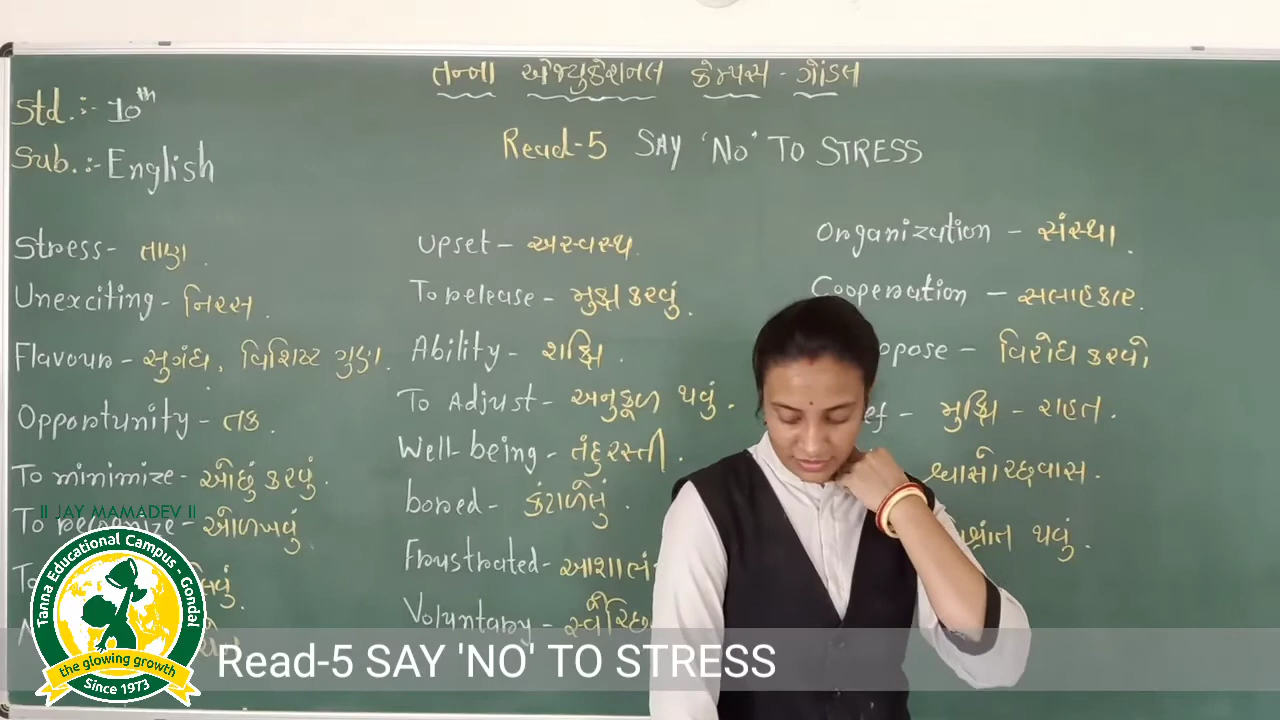 તન્ના એજ્યુકેશનલ કેમ્પસ - ગોંડલ
Std. :- 10th
Read-5 SAY 'No' TO STRESS
Sub. :- English
Stress - તાણ .
Unexciting - નિરસ .
Flavour - સુગંધ , વિશિષ્ટ ગુણ .
Opportunity - તક .
To minimize - ઓછું કરવું .
To recognize - ઓળખવું .
Upset - અસ્વસ્થ .
To release - મુક્ત કરવું .
Ability - શક્તિ .
To Adjust - અનુકૂળ થવું .
Well-being - તંદુરસ્તી .
bored - કંટાળેલું .
Frustrated -
Voluntary -
Organization - સંસ્થા .
Cooperation - સલાહકાર .
- વિરોધ કરવો
- મુક્તિ - રાહત .
થવું .
II JAY MAMADEV II
Tanna Educational Campus - Gondal
the glowing growth
Since 1973
Read-5 SAY 'NO' TO STRESS